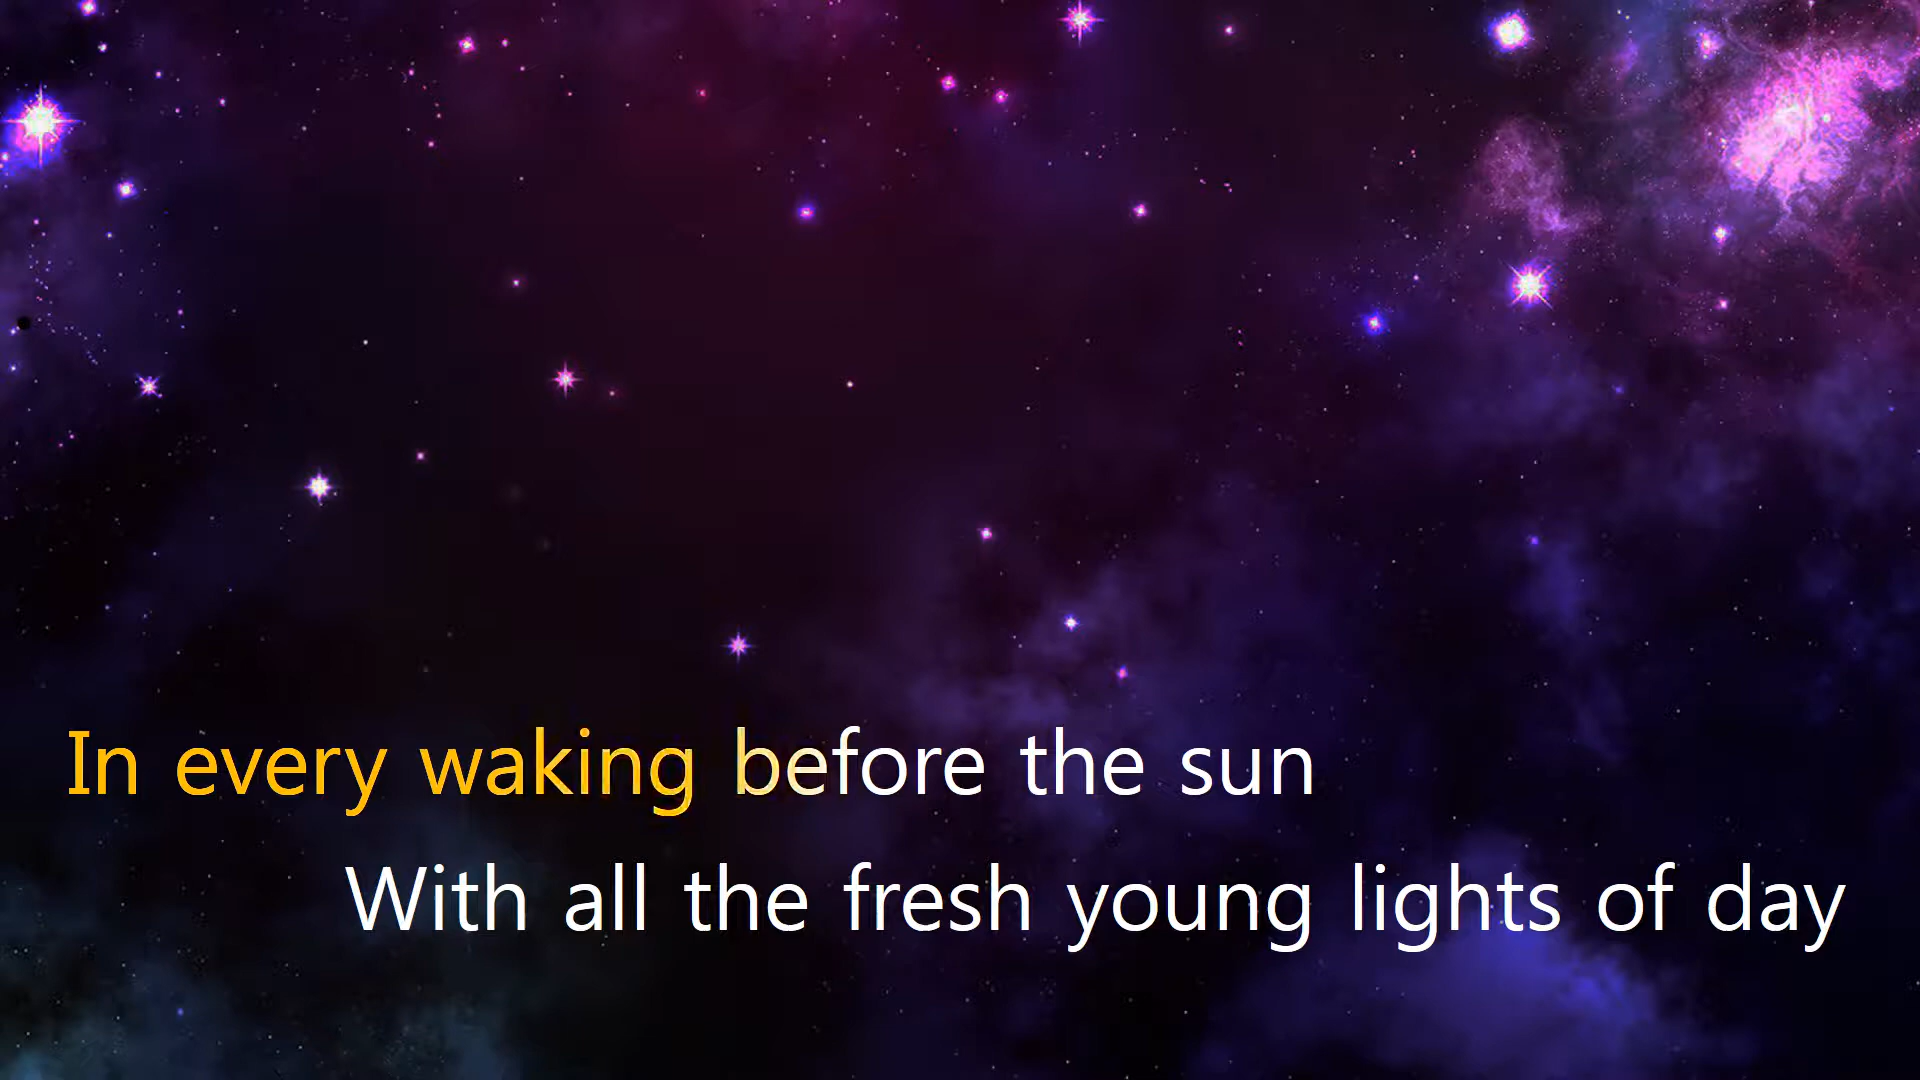 In every waking before the sun
With all the fresh young lights of day